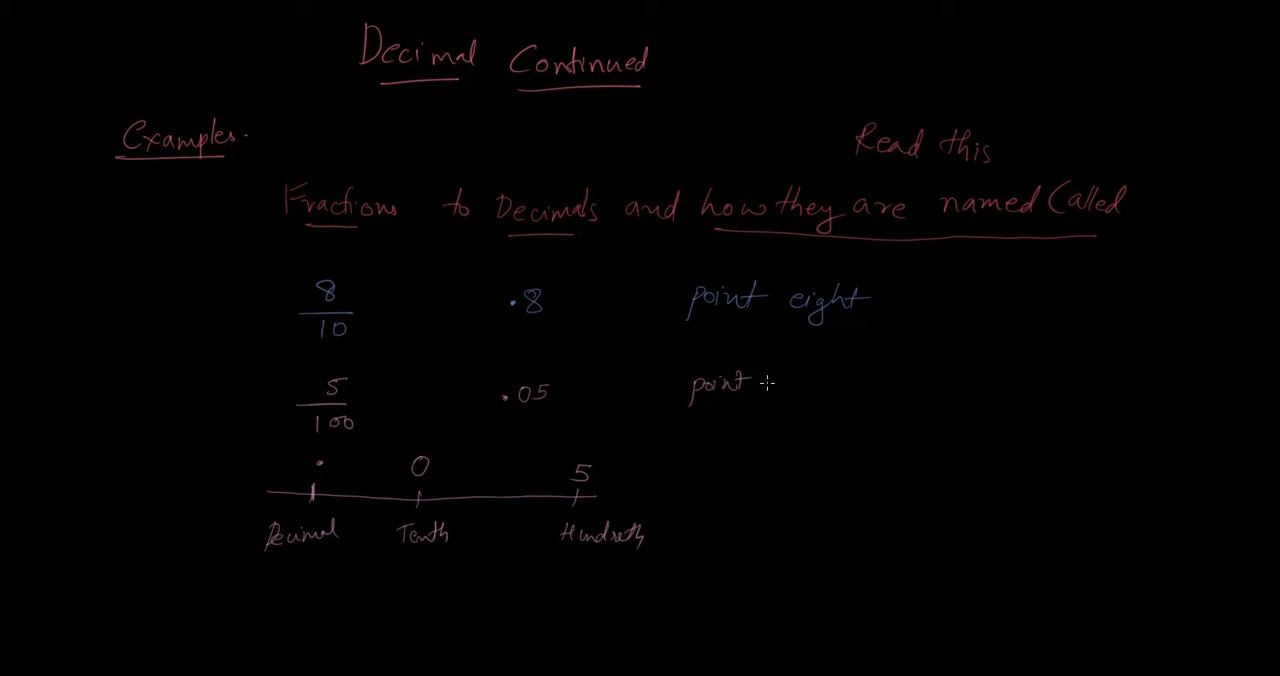 Decimal Continued
Examples.
Read this
Fractions to Decimals and how they are named Called
8/10 .8 point eight
5/100 .05 point
. 0 5
Decimal Tenth Hundreth